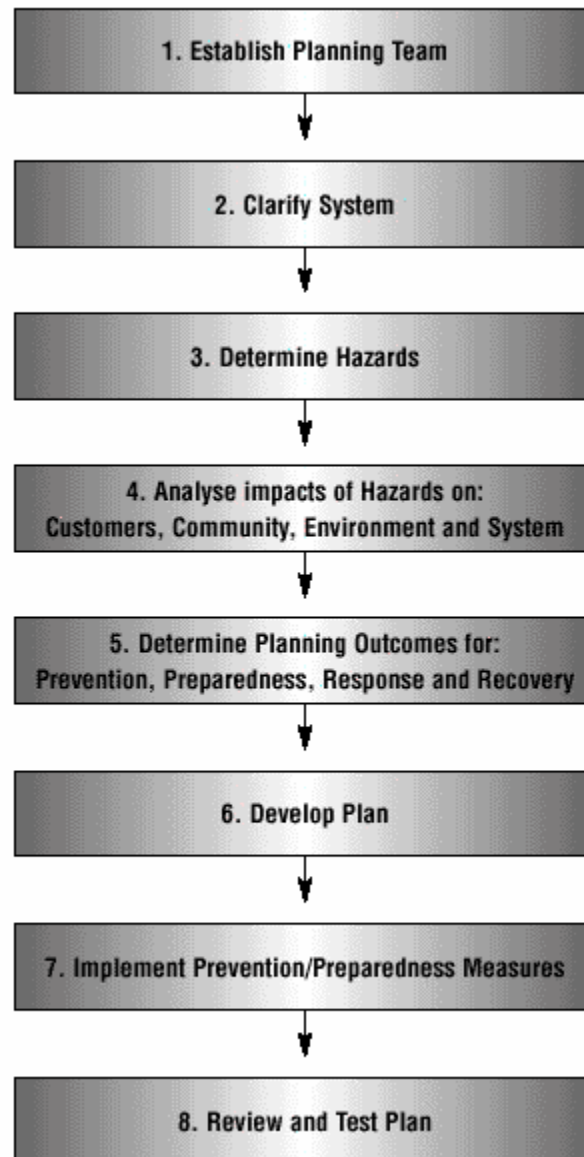 1. Establish Planning Team
2. Clarify System
3. Determine Hazards
4. Analyse impacts of Hazards on:
Customers, Community, Environment and System
5. Determine Planning Outcomes for:
Prevention, Preparedness, Response and Recovery
6. Develop Plan
7. Implement Prevention/Preparedness Measures
8. Review and Test Plan